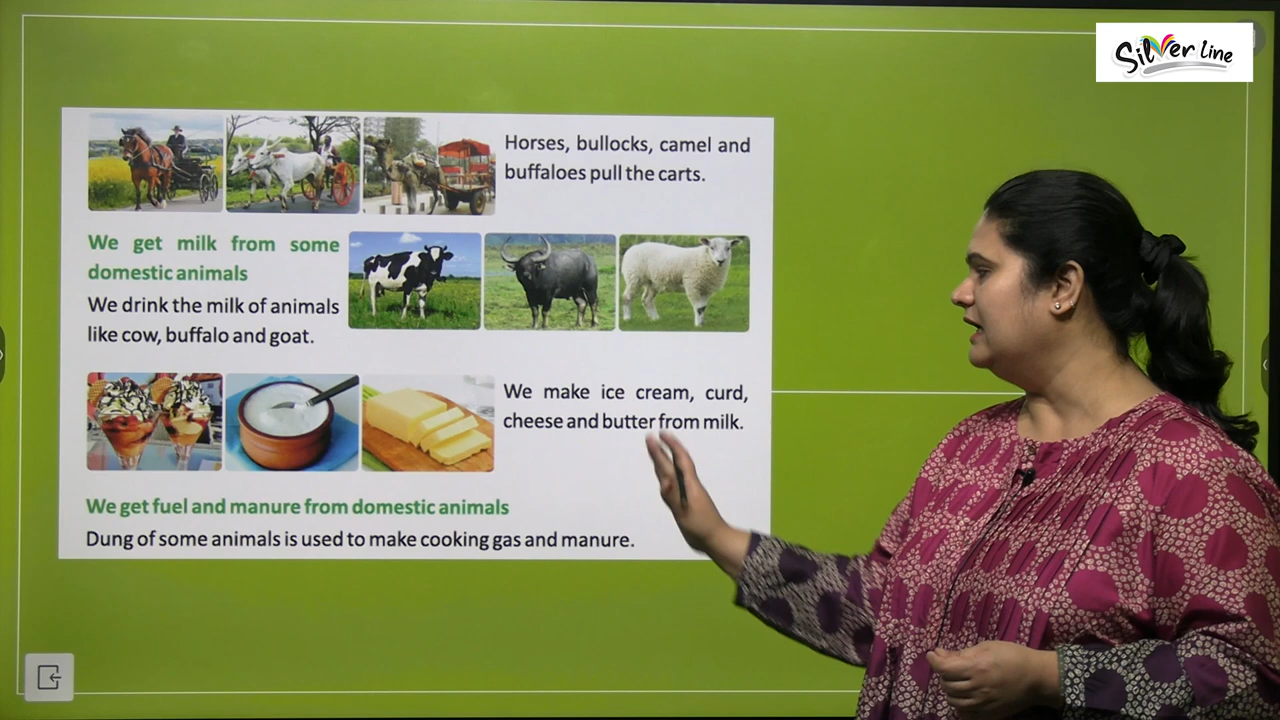 Silver Line
Horses, bullocks, camel and
buffaloes pull the carts.
We get milk from some
domestic animals
We drink the milk of animals
like cow, buffalo and goat.
We make ice cream, curd,
cheese and butter from milk.
We get fuel and manure from domestic animals
Dung of some animals is used to make cooking gas and manure.